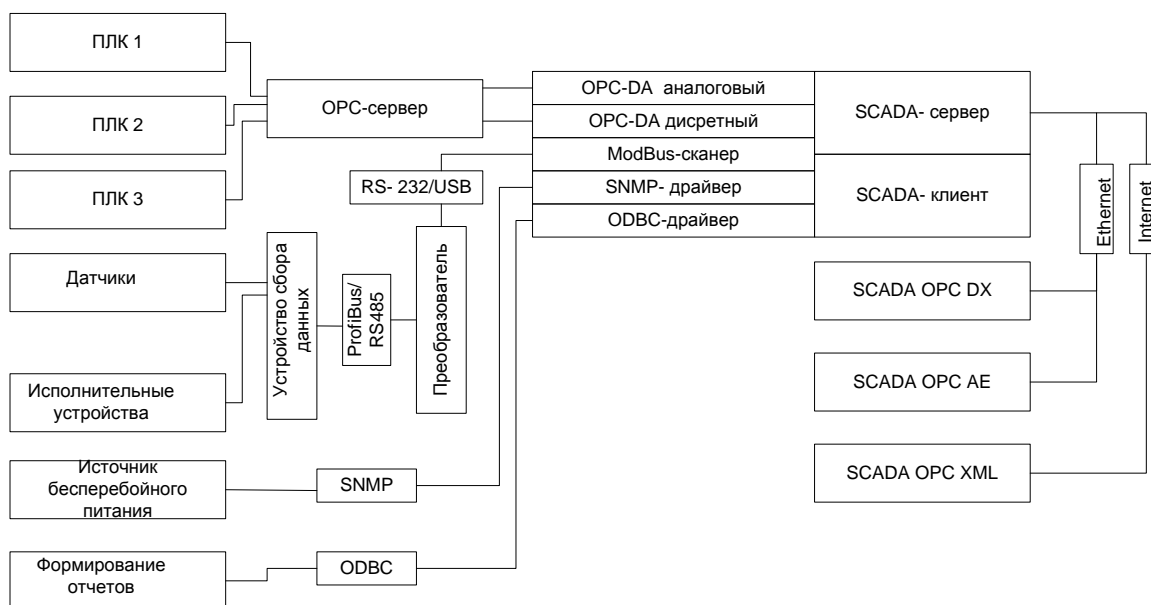 ПЛК 1
ПЛК 2
ПЛК 3
Датчики
Исполнительные
устройства
Источник
бесперебойного
питания
Формирование
отчетов
OPC-сервер
Устройство сбора
данных
ProfiBus/
RS485
RS- 232/USB
Преобразователь
SNMP
ODBC
OPC-DA аналоговый
OPC-DA дисретный
ModBus-сканер
SNMP- драйвер
ODBC-драйвер
SCADA- сервер
SCADA- клиент
SCADA OPC DX
SCADA OPC AE
SCADA OPC XML
Ethernet
Internet